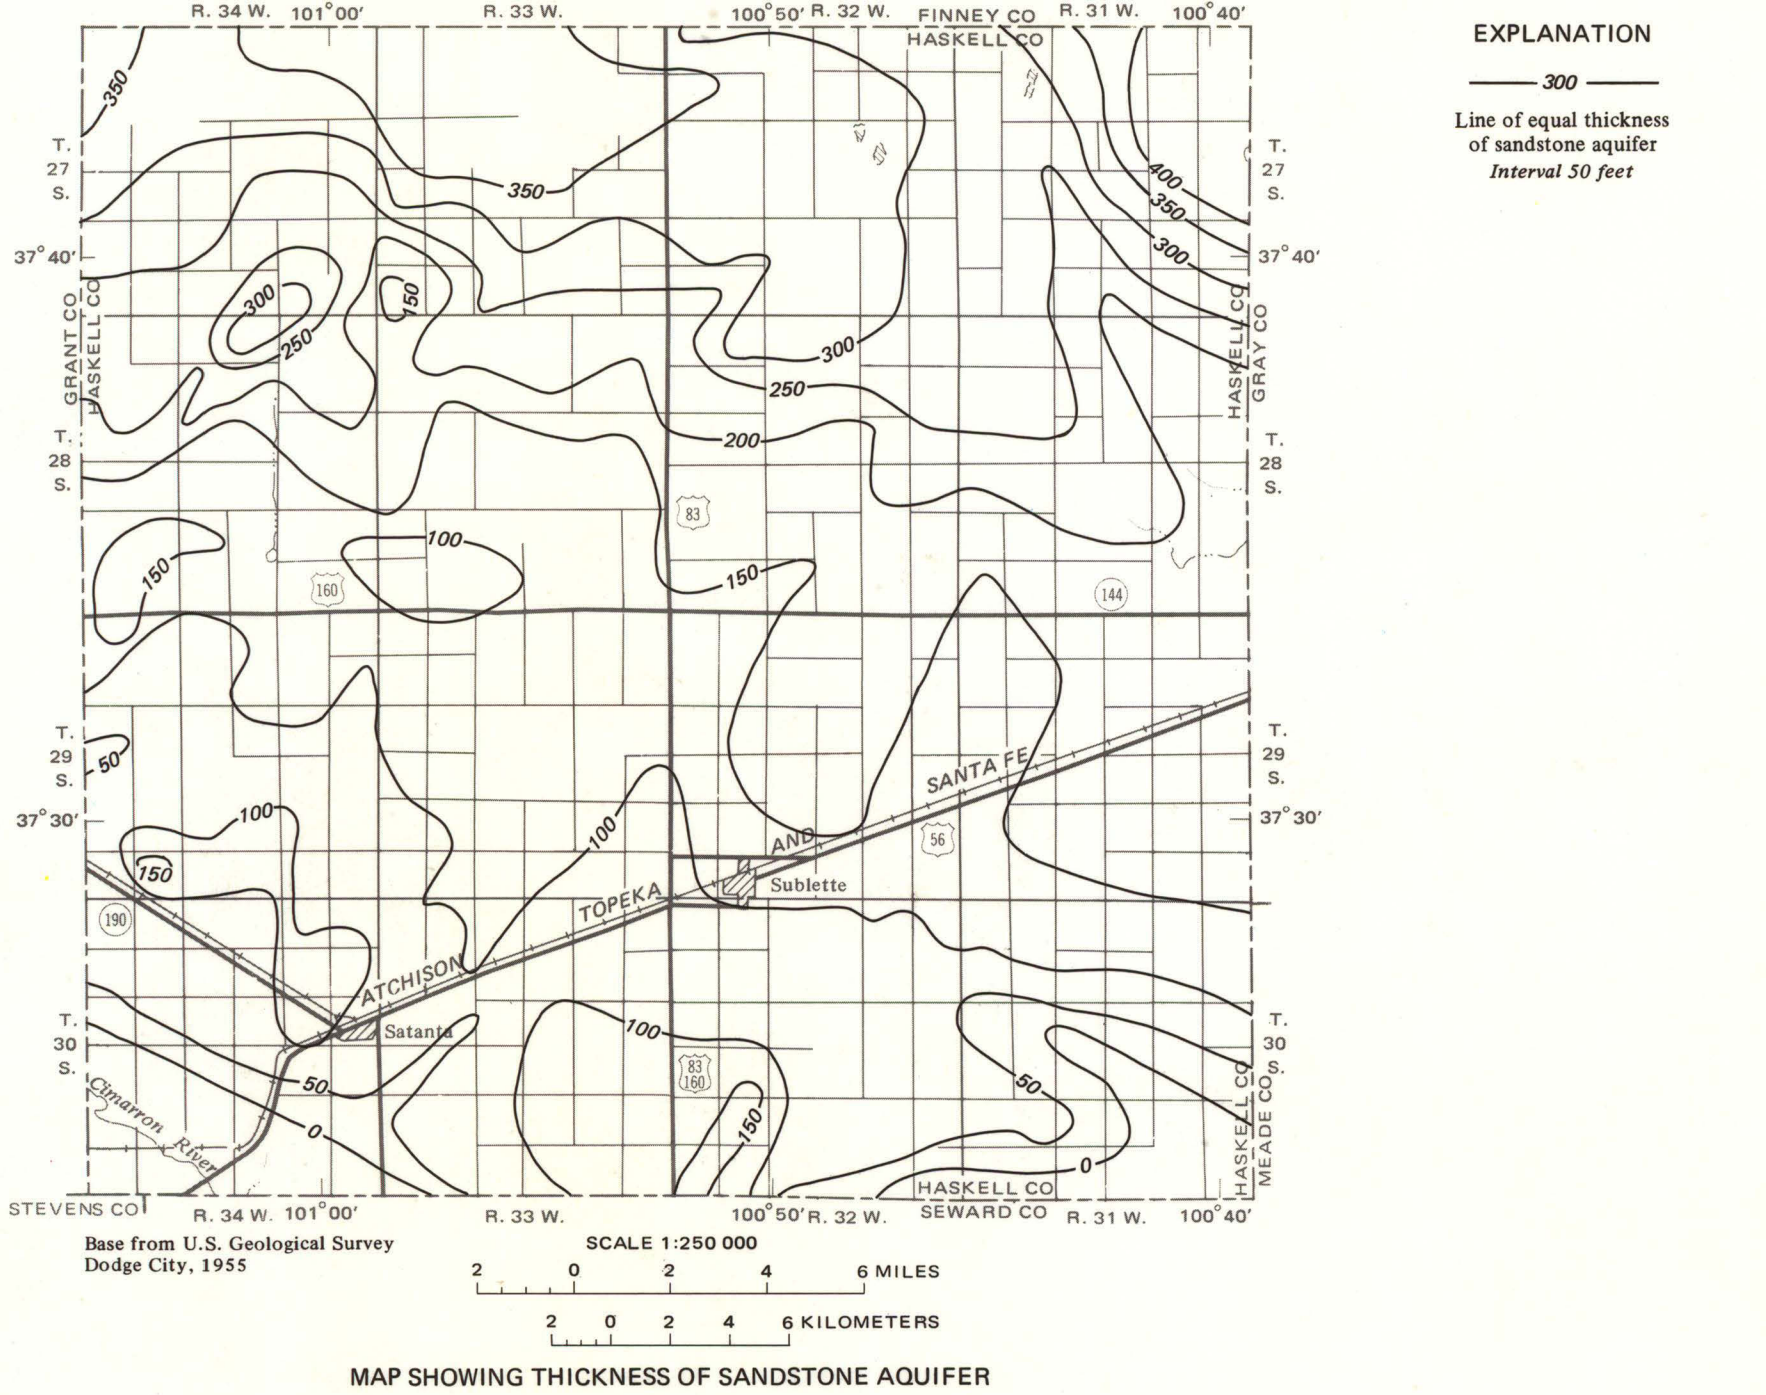 R. 34 W. 101°00' R. 33 W. 100°50' R. 32 W. FINNEY CO R. 31 W. 100°40'
HASKELL CO
EXPLANATION
300
Line of equal thickness
of sandstone aquifer
Interval 50 feet
350
T.
27
S.
T.
27
S.
350
400
350
300
37°40'
37°40'
GRANT CO
HASKELL CO
300
150
250
300
250
HASKELL CO
GRAY CO
T.
28
S.
200
T.
28
S.
83
100
150
150
160
144
T.
29
S.
50
T.
29
S.
37°30'
100
100
37°30'
ATCHISON TOPEKA AND SANTA FE
56
150
Sublette
190
Satanta
T.
30
S.
100
T.
30
S.
83
160
50
50
0
150
0
Cimarron River
HASKELL CO
MEADE CO
HASKELL CO
STEVENS CO R. 34 W. 101°00' R. 33 W. 100°50' R. 32 W. SEWARD CO R. 31 W. 100°40'
Base from U.S. Geological Survey
Dodge City, 1955
SCALE 1:250 000
2 0 2 4 6 MILES
2 0 2 4 6 KILOMETERS
MAP SHOWING THICKNESS OF SANDSTONE AQUIFER